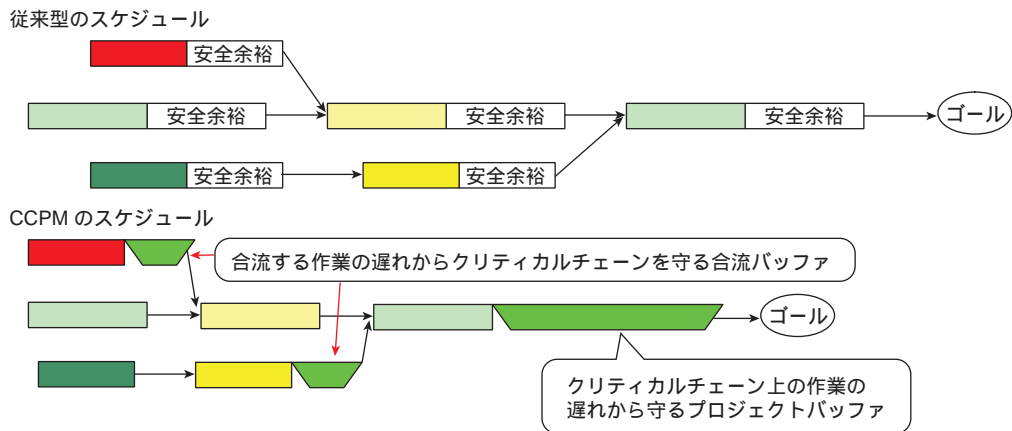 従来型のスケジュール
安全余裕
安全余裕
安全余裕
安全余裕
ゴール
安全余裕
安全余裕
CCPM のスケジュール
合流する作業の遅れからクリティカルチェーンを守る合流バッファ
ゴール
クリティカルチェーン上の作業の
遅れから守るプロジェクトバッファ